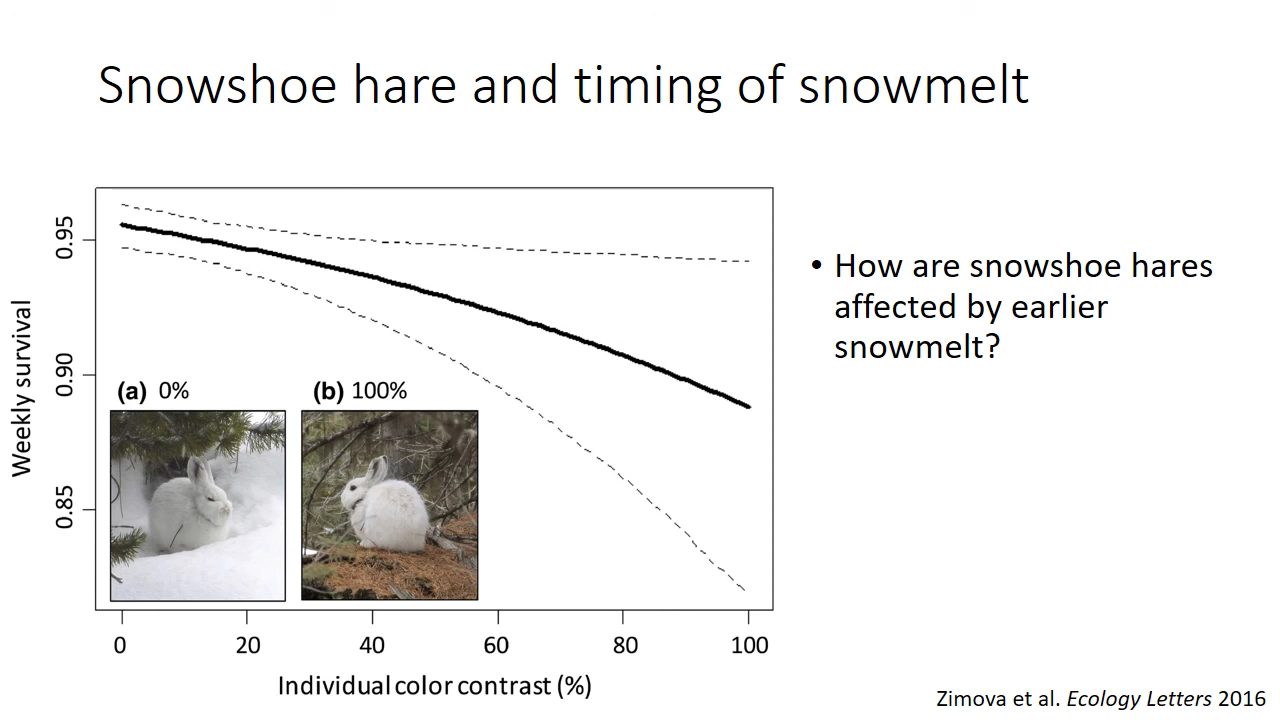 Snowshoe hare and timing of snowmelt
Weekly survival
0.95
0.90
0.85
(a) 0%
(b) 100%
0 20 40 60 80 100
Individual color contrast (%)
• How are snowshoe hares
affected by earlier
snowmelt?
Zimova et al. Ecology Letters 2016